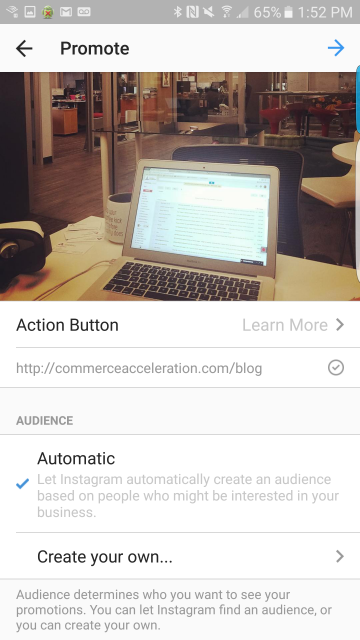 65% 1:52 PM
Promote
Action Button
Learn More
http://commerceacceleration.com/blog
AUDIENCE
Automatic
Let Instagram automatically create an audience
based on people who might be interested in your
business.
Create your own...
Audience determines who you want to see your
promotions. You can let Instagram find an audience, or
you can create your own.